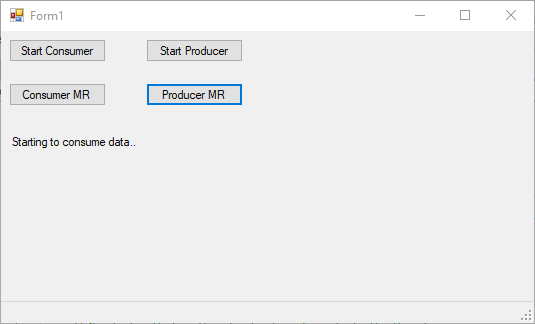 Form1
Start Consumer Start Producer
Consumer MR Producer MR
Starting to consume data..